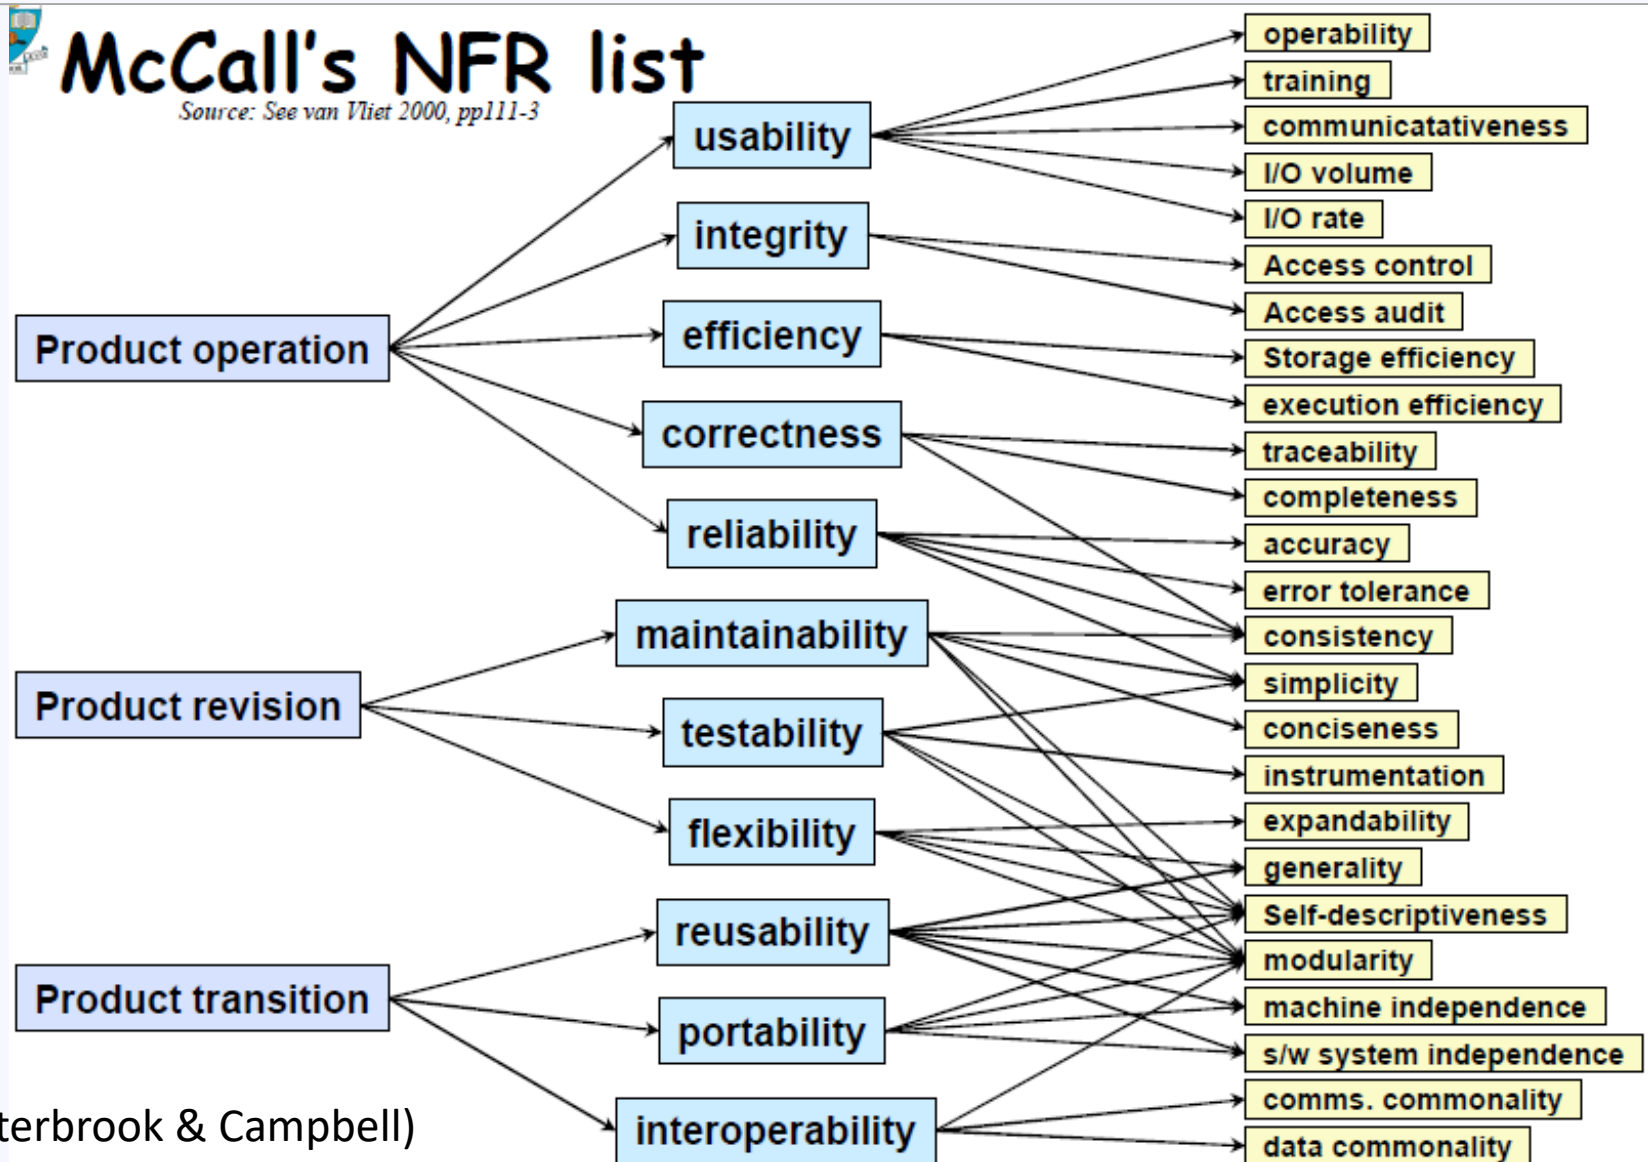 McCall's NFR list
Source: See van Vliet 2000, pp111-3
Product operation
Product revision
Product transition
usability
integrity
efficiency
correctness
reliability
maintainability
testability
flexibility
reusability
portability
interoperability
operability
training
communicatativeness
I/O volume
I/O rate
Access control
Access audit
Storage efficiency
execution efficiency
traceability
completeness
accuracy
error tolerance
consistency
simplicity
conciseness
instrumentation
expandability
generality
Self-descriptiveness
modularity
machine independence
s/w system independence
comms. commonality
data commonality
terbrook & Campbell)